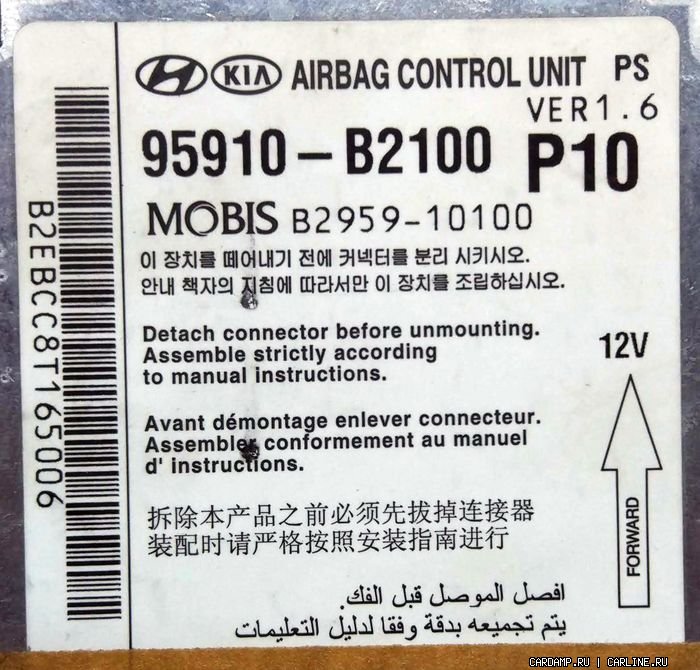 KIA AIRBAG CONTROL UNIT PS
VER1.6
95910-B2100 P10
MOBIS B2959-10100
이 장치를 떼어내기 전에 커넥터를 분리 시키시오.
안내 책자의 지침에 따라서만 이 장치를 조립하십시오.
Detach connector before unmounting.
Assemble strictly according
to manual instructions.
12V
Avant démontage enlever connecteur.
Assembler conformement au manuel
d' instructions.
FORWARD
拆除本产品之前必须先拔掉连接器
装配时请严格按照安装指南进行
افصل الموصل قبل الفك.
يتم تجميعه بدقة وفقا لدليل التعليمات
B2EBCC8T165006
CARDAMP.RU | CARLINE.RU